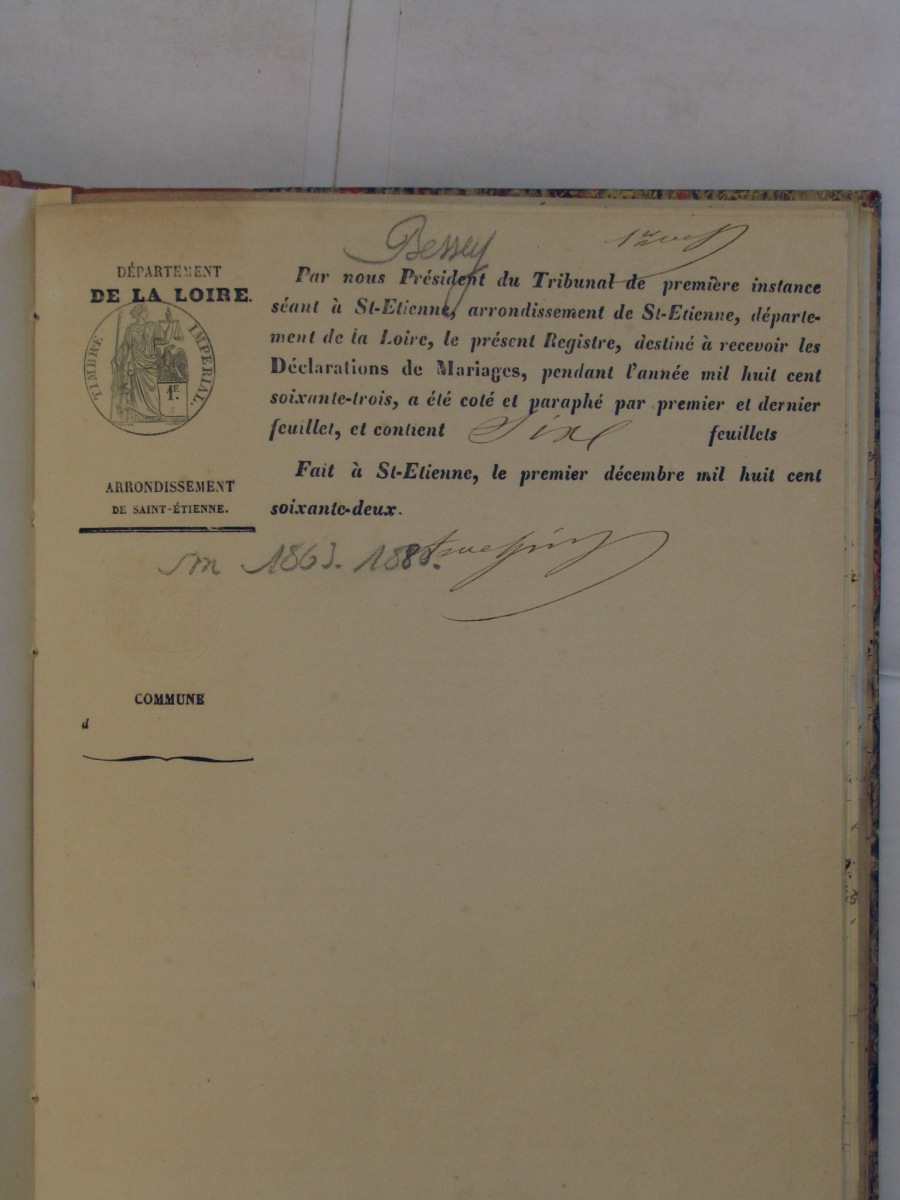 Bessey
DÉPARTEMENT
DE LA LOIRE.
TIMBRE IMPERIAL.
1F.
ARRONDISSEMENT
DE SAINT-ÉTIENNE.
COMMUNE
d
Par nous Président du Tribunal de première instance
séant à St-Etienne, arrondissement de St-Etienne, départe-
ment de la Loire, le présent Registre, destiné à recevoir les
Déclarations de Mariages, pendant l'année mil huit cent
soixante-trois, a été coté et paraphé par premier et dernier
feuillet, et contient Six feuillets
Fait à St-Etienne, le premier décembre mil huit cent
soixante-deux.
M 1863. 1880.